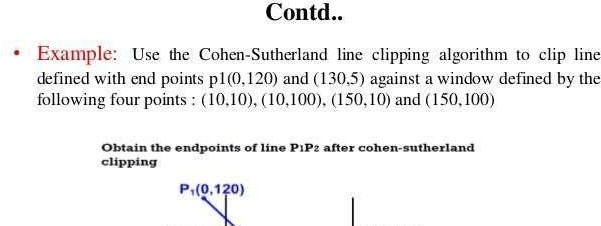 Contd..
• Example: Use the Cohen-Sutherland line clipping algorithm to clip line
defined with end points p1(0,120) and (130,5) against a window defined by the
following four points : (10,10), (10,100), (150,10) and (150,100)
Obtain the endpoints of line P1P2 after cohen-sutherland
clipping
P1(0,120)